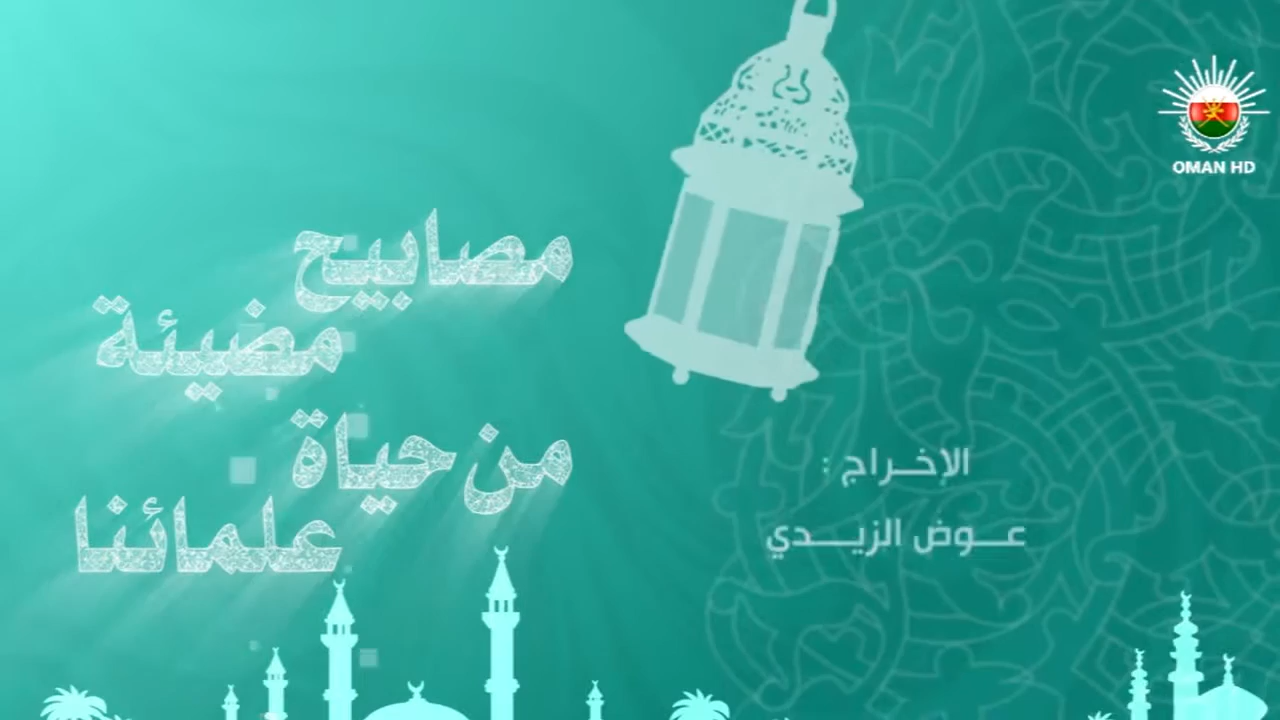 مصابيح
مضيئة
من حياة
علمائنا
الإخراج :
عوض الزيدي
OMAN HD